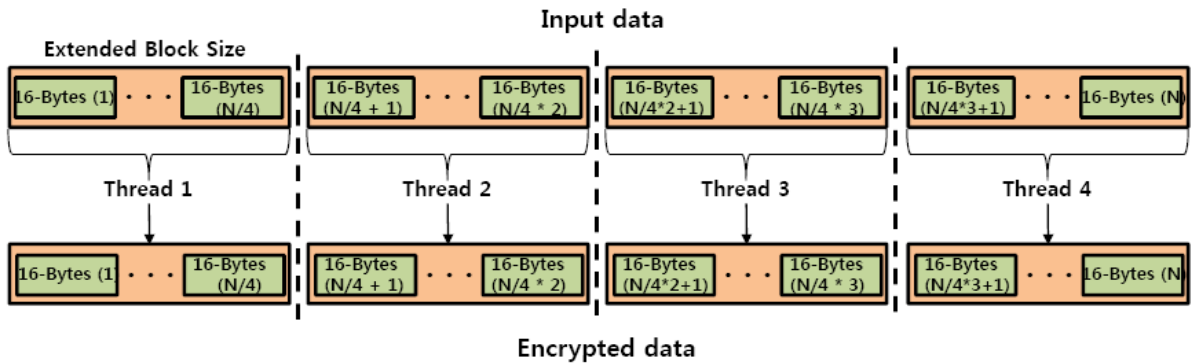 Input data
Extended Block Size
16-Bytes (1) · · · 16-Bytes (N/4)
16-Bytes (N/4 + 1) · · · 16-Bytes (N/4 * 2)
16-Bytes (N/4*2+1) · · · 16-Bytes (N/4 * 3)
16-Bytes (N/4*3+1) · · · 16-Bytes (N)
Thread 1
Thread 2
Thread 3
Thread 4
16-Bytes (1) · · · 16-Bytes (N/4)
16-Bytes (N/4 + 1) · · · 16-Bytes (N/4 * 2)
16-Bytes (N/4*2+1) · · · 16-Bytes (N/4 * 3)
16-Bytes (N/4*3+1) · · · 16-Bytes (N)
Encrypted data